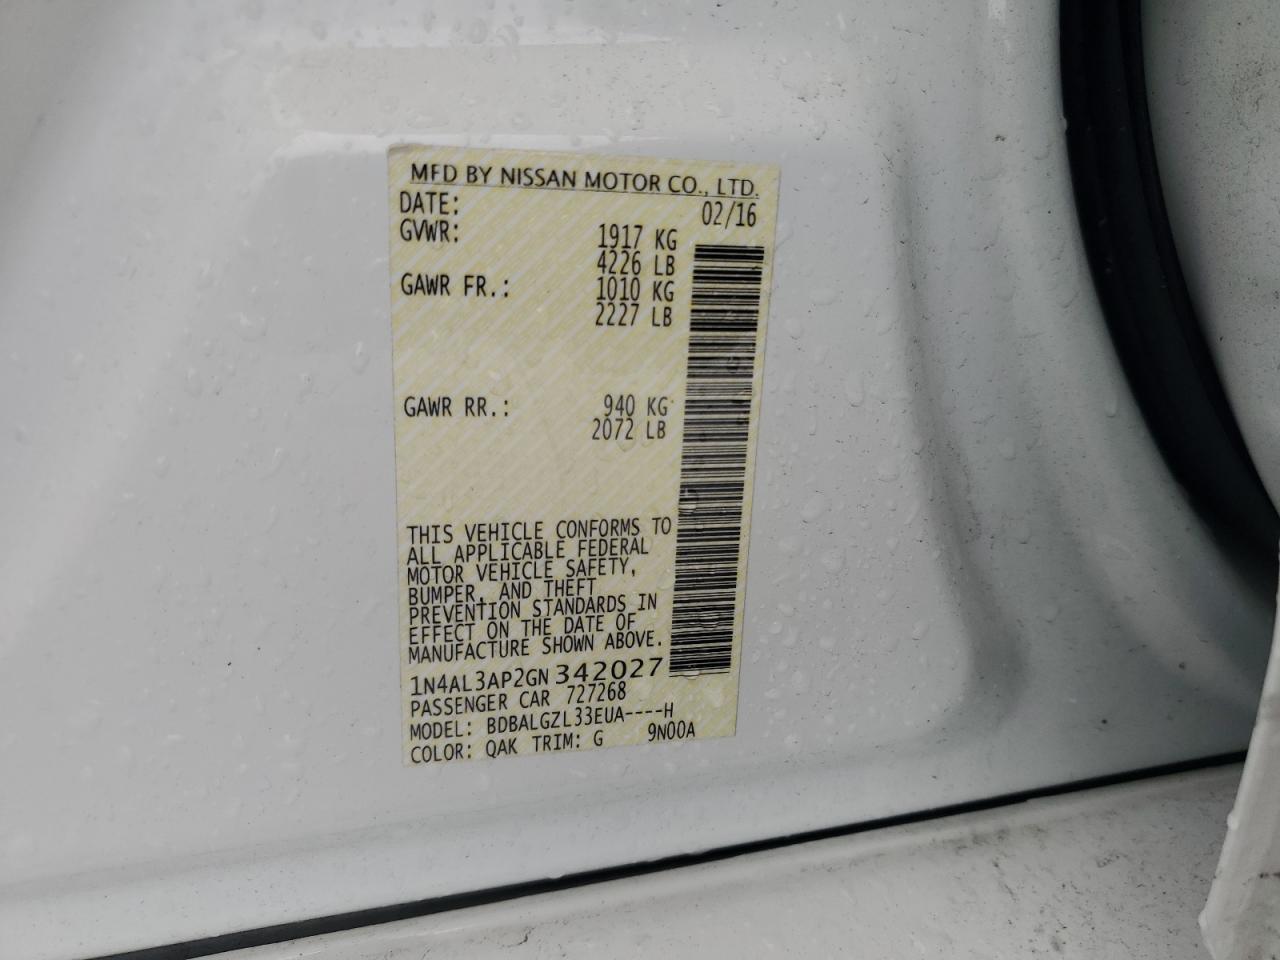 MFD BY NISSAN MOTOR CO., LTD.
DATE: 02/16
GVWR: 1917 KG
4226 LB
GAWR FR.: 1010 KG
2227 LB
GAWR RR.: 940 KG
2072 LB
THIS VEHICLE CONFORMS TO
ALL APPLICABLE FEDERAL
MOTOR VEHICLE SAFETY,
BUMPER, AND THEFT
PREVENTION STANDARDS IN
EFFECT ON THE DATE OF
MANUFACTURE SHOWN ABOVE.
1N4AL3AP2GN342027
PASSENGER CAR 727268
MODEL: BDBALGZL33EUA----H
COLOR: QAK TRIM: G 9N00A